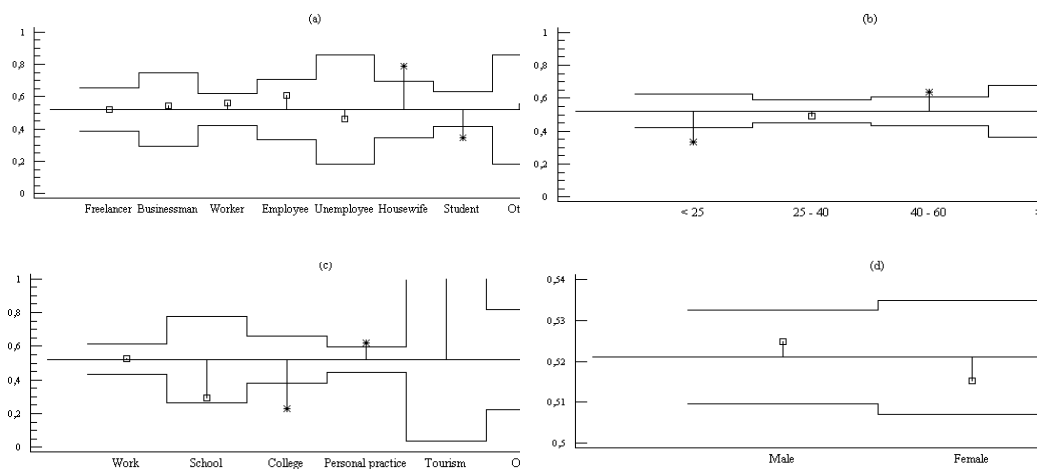 (a)
1
0,8
0,6
0,4
0,2
0
Freelancer Businessman Worker Employee Unemployee Housewife Student Ot
(b)
1
0,8
0,6
0,4
0,2
0
< 25 25 - 40 40 - 60
(c)
1
0,8
0,6
0,4
0,2
0
Work School College Personal practice Tourism O
(d)
0,54
0,53
0,52
0,51
0,5
Male Female